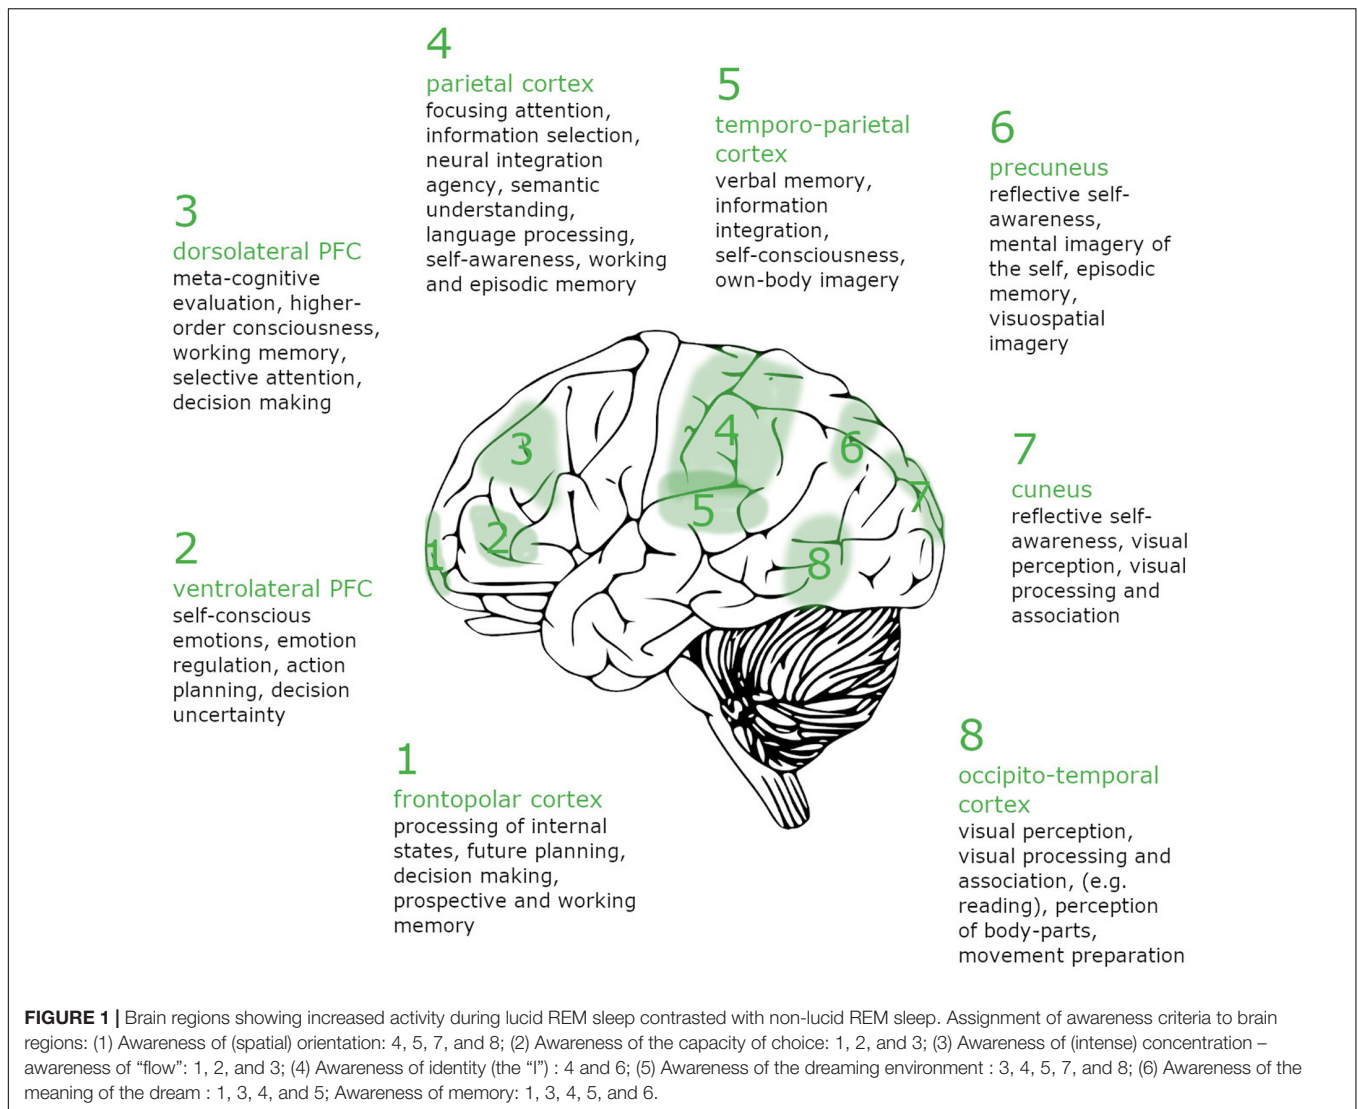 4
parietal cortex
focusing attention,
information selection,
neural integration
agency, semantic
understanding,
language processing,
self-awareness, working
and episodic memory
5
temporo-parietal
cortex
verbal memory,
information
integration,
self-consciousness,
own-body imagery
6
precuneus
reflective self-
awareness,
mental imagery of
the self, episodic
memory,
visuospatial
imagery
3
dorsolateral PFC
meta-cognitive
evaluation, higher-
order consciousness,
working memory,
selective attention,
decision making
3
4
6
7
5
2
1
8
7
cuneus
reflective self-
awareness, visual
perception, visual
processing and
association
2
ventrolateral PFC
self-conscious
emotions, emotion
regulation, action
planning, decision
uncertainty
1
frontopolar cortex
processing of internal
states, future planning,
decision making,
prospective and working
memory
8
occipito-temporal
cortex
visual perception,
visual processing and
association, (e.g.
reading), perception
of body-parts,
movement preparation
FIGURE 1 | Brain regions showing increased activity during lucid REM sleep contrasted with non-lucid REM sleep. Assignment of awareness criteria to brain
regions: (1) Awareness of (spatial) orientation: 4, 5, 7, and 8; (2) Awareness of the capacity of choice: 1, 2, and 3; (3) Awareness of (intense) concentration –
awareness of “flow”: 1, 2, and 3; (4) Awareness of identity (the “I”) : 4 and 6; (5) Awareness of the dreaming environment : 3, 4, 5, 7, and 8; (6) Awareness of the
meaning of the dream : 1, 3, 4, and 5; Awareness of memory: 1, 3, 4, 5, and 6.